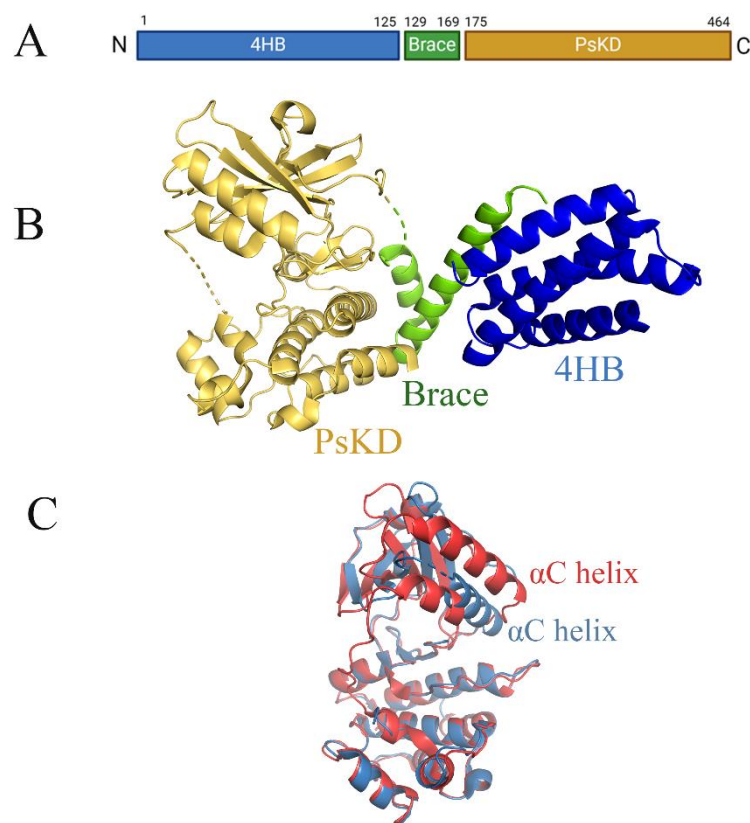 A
1 125 129 169 175 464
N 4HB Brace PsKD C
B
4HB
Brace
PsKD
C
αC helix
αC helix